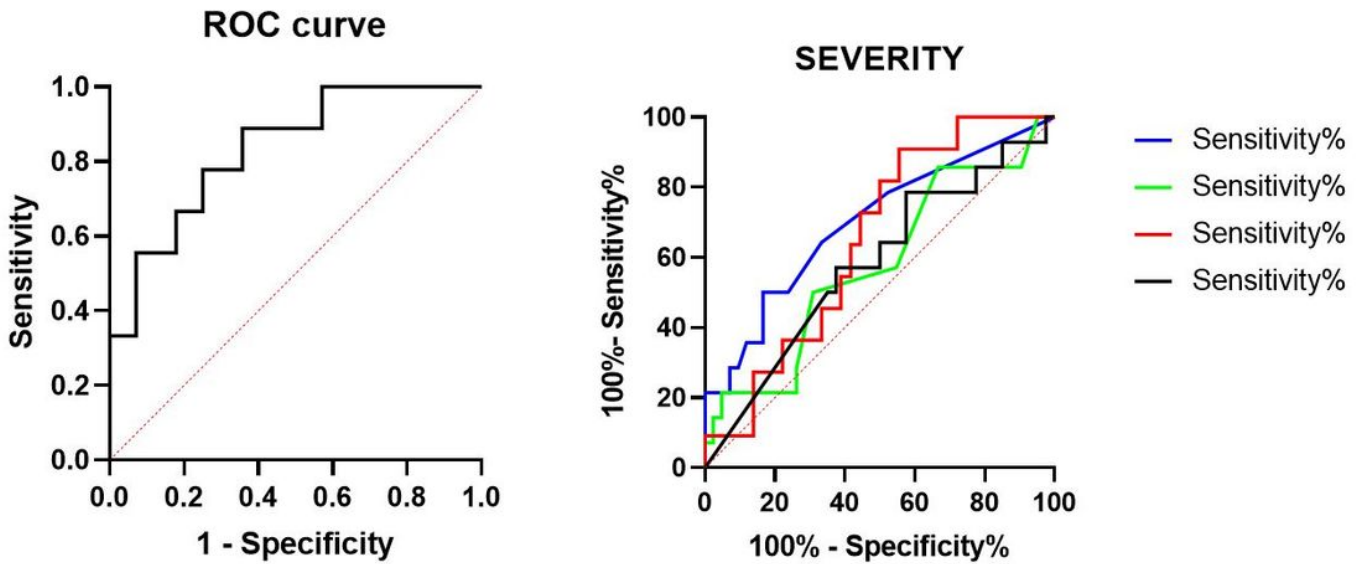 ROC curve
1.0
0.8
0.6
0.4
0.2
0.0
Sensitivity
0.0 0.2 0.4 0.6 0.8 1.0
1 - Specificity
SEVERITY
100
80
60
40
20
0
100%- Sensitivity%
0 20 40 60 80 100
100% - Specificity%
Sensitivity%
Sensitivity%
Sensitivity%
Sensitivity%